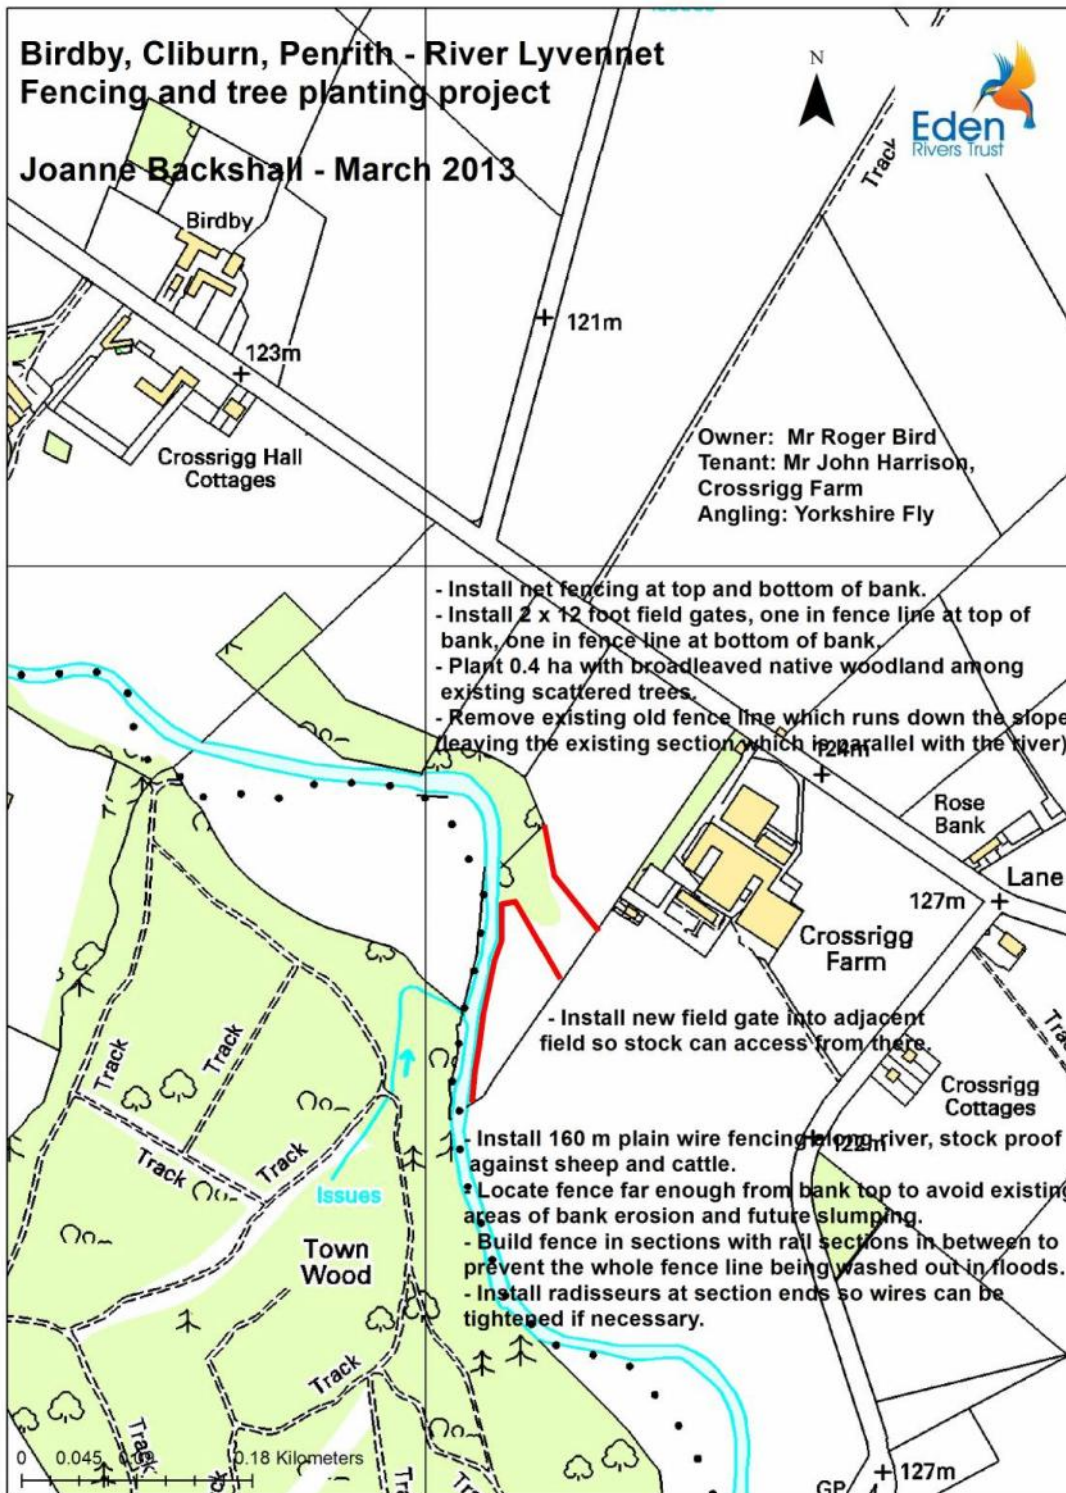 Issues
Birdby, Cliburn, Penrith - River Lyvennet
Fencing and tree planting project
Joanne Backshall - March 2013
N
Eden
Rivers Trust
Track
Birdby
121m
123m
Crossrigg Hall
Cottages
Owner: Mr Roger Bird
Tenant: Mr John Harrison,
Crossrigg Farm
Angling: Yorkshire Fly
- Install net fencing at top and bottom of bank.
- Install 2 x 12 foot field gates, one in fence line at top of
bank, one in fence line at bottom of bank.
- Plant 0.4 ha with broadleaved native woodland among
existing scattered trees.
- Remove existing old fence line which runs down the slope
(leaving the existing section which is parallel with the river)
124m
Rose
Bank
Lane
127m
Crossrigg
Farm
- Install new field gate into adjacent
field so stock can access from there.
Track
Track
Crossrigg
Cottages
- Install 160 m plain wire fencing along river, stock proof
against sheep and cattle.
122m
Track
Track
Issues
- Locate fence far enough from bank top to avoid existing
areas of bank erosion and future slumping.
- Build fence in sections with rail sections in between to
prevent the whole fence line being washed out in floods.
- Install radisseurs at section ends so wires can be
tightened if necessary.
Town
Wood
Track
Track
0 0.045 0.09 0.18 Kilometers
127m
GP